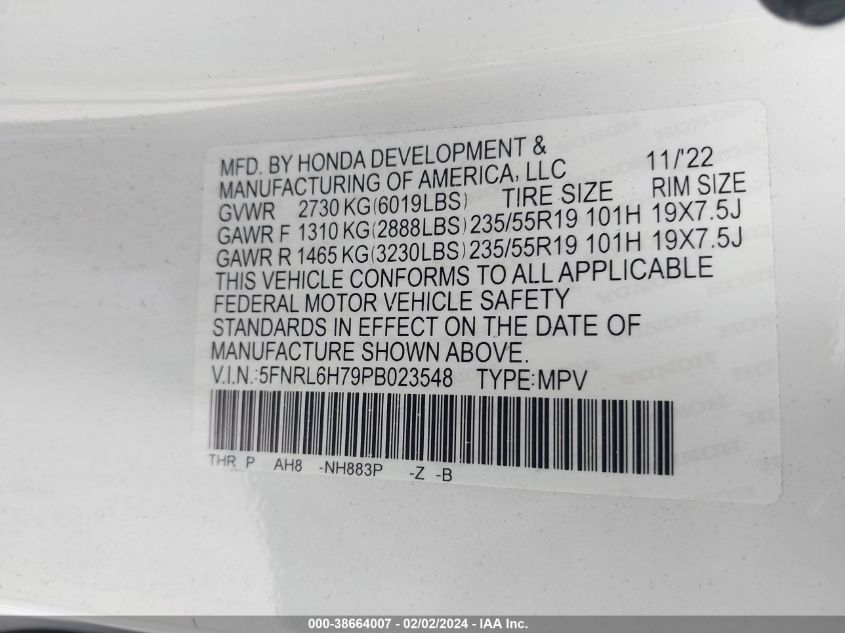 MFD. BY HONDA DEVELOPMENT & 11/'22
MANUFACTURING OF AMERICA, LLC
GVWR 2730 KG(6019LBS) TIRE SIZE RIM SIZE
GAWR F 1310 KG(2888LBS) 235/55R19 101H 19X7.5J
GAWR R 1465 KG(3230LBS) 235/55R19 101H 19X7.5J
THIS VEHICLE CONFORMS TO ALL APPLICABLE
FEDERAL MOTOR VEHICLE SAFETY
STANDARDS IN EFFECT ON THE DATE OF
MANUFACTURE SHOWN ABOVE.
V.I.N.:5FNRL6H79PB023548 TYPE:MPV
THR P AH8 -NH883P -Z -B
000-38664007 - 02/02/2024 - IAA Inc.